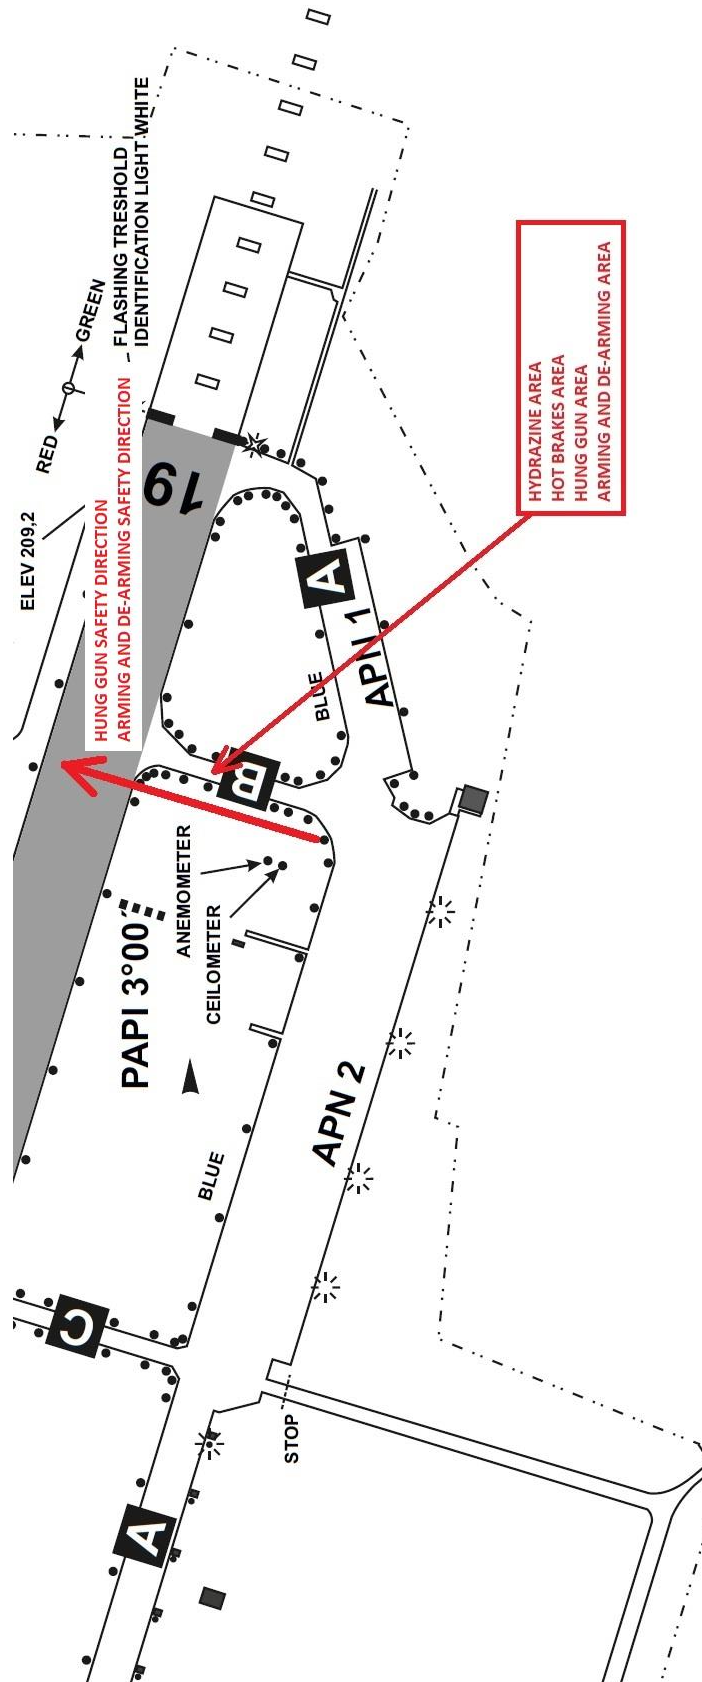 FLASHING TRESHOLD
IDENTIFICATION LIGHT WHITE
GREEN
RED
HUNG GUN SAFETY DIRECTION
ARMING AND DE-ARMING SAFETY DIRECTION
HYDRAZINE AREA
HOT BRAKES AREA
HUNG GUN AREA
ARMING AND DE-ARMING AREA
19
ELEV 209,2
A
APN 1
BLUE
B
ANEMOMETER
CEILOMETER
PAPI 3°00'
APN 2
BLUE
C
STOP
A